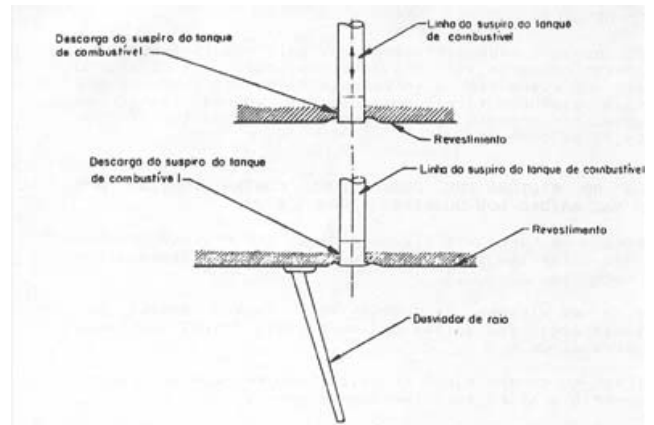 Descarga do suspiro do tanque
de combustível.
Linha do suspiro do tanque
de combustível
Revestimento
Descarga do suspiro do tanque
de combustível
Linha do suspiro do tanque de combustível
Revestimento
Desviador de raio